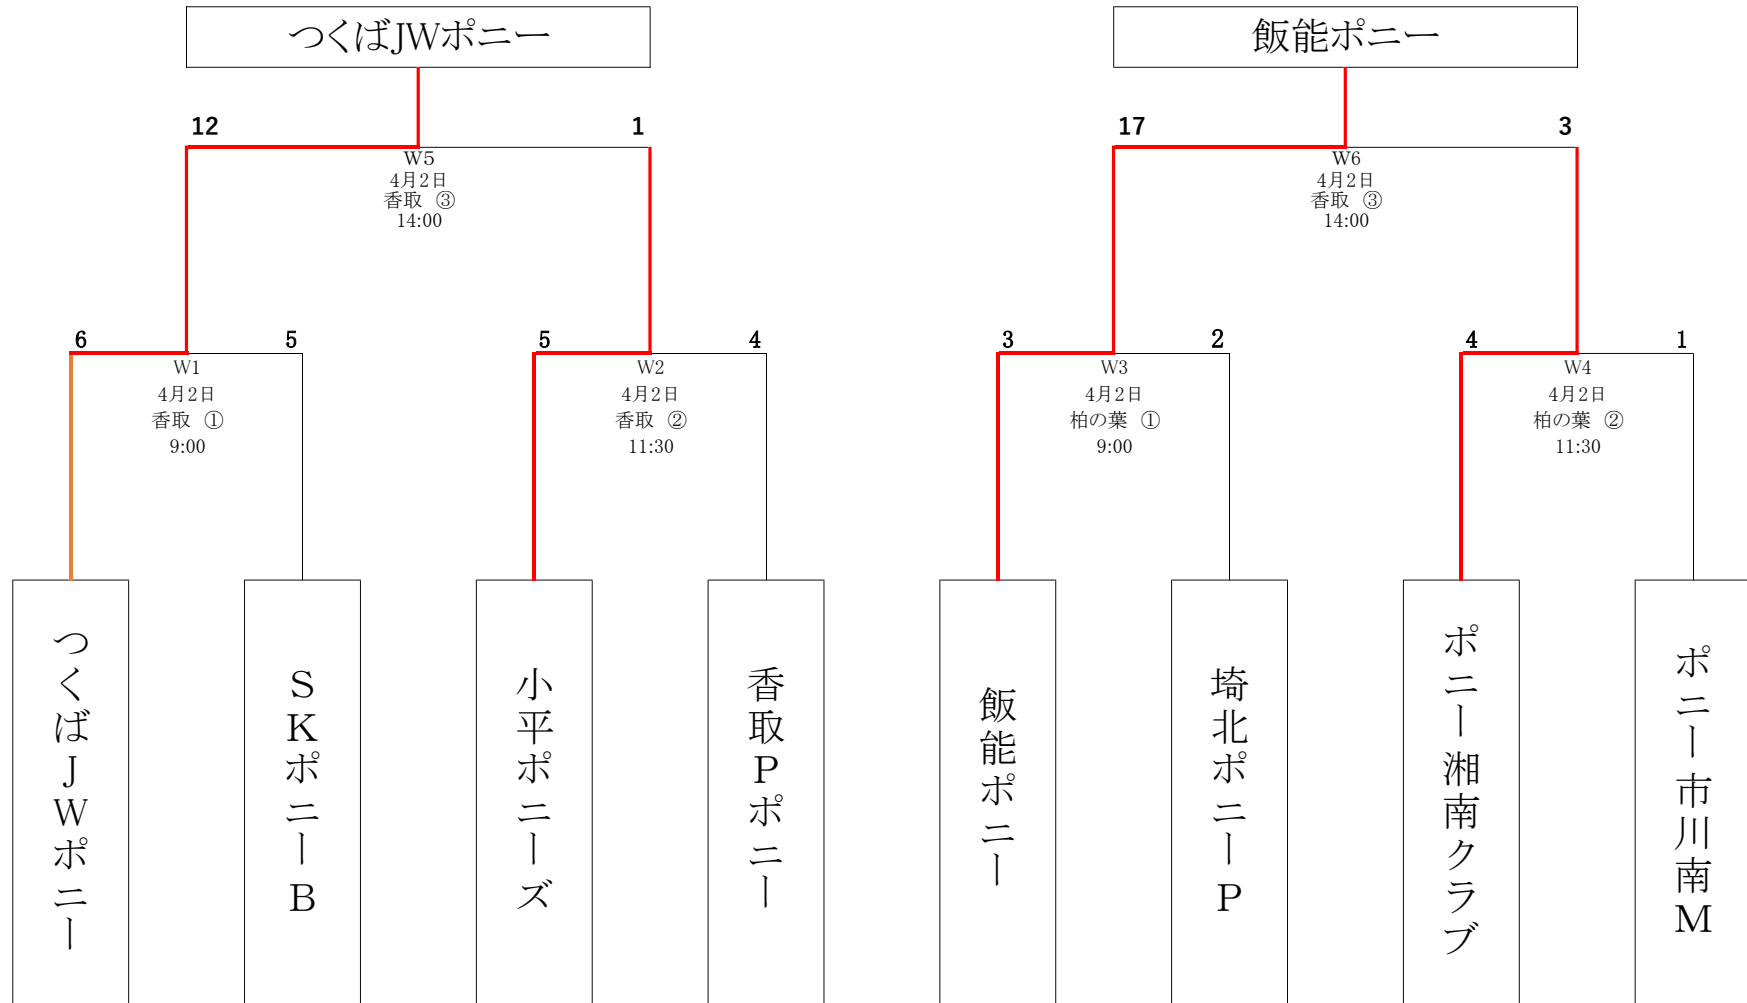 つくばJWポニー
飯能ポニー
12
1
17
3
W5
4月2日
香取 ③
14:00
W6
4月2日
香取 ③
14:00
6
5
5
4
3
2
4
1
W1
4月2日
香取 ①
9:00
W2
4月2日
香取 ②
11:30
W3
4月2日
柏の葉 ①
9:00
W4
4月2日
柏の葉 ②
11:30
つくばJWポニー
SKポニーB
小平ポニーズ
香取Pポニー
飯能ポニー
埼北ポニーP
ポニー湘南クラブ
ポニー市川南M